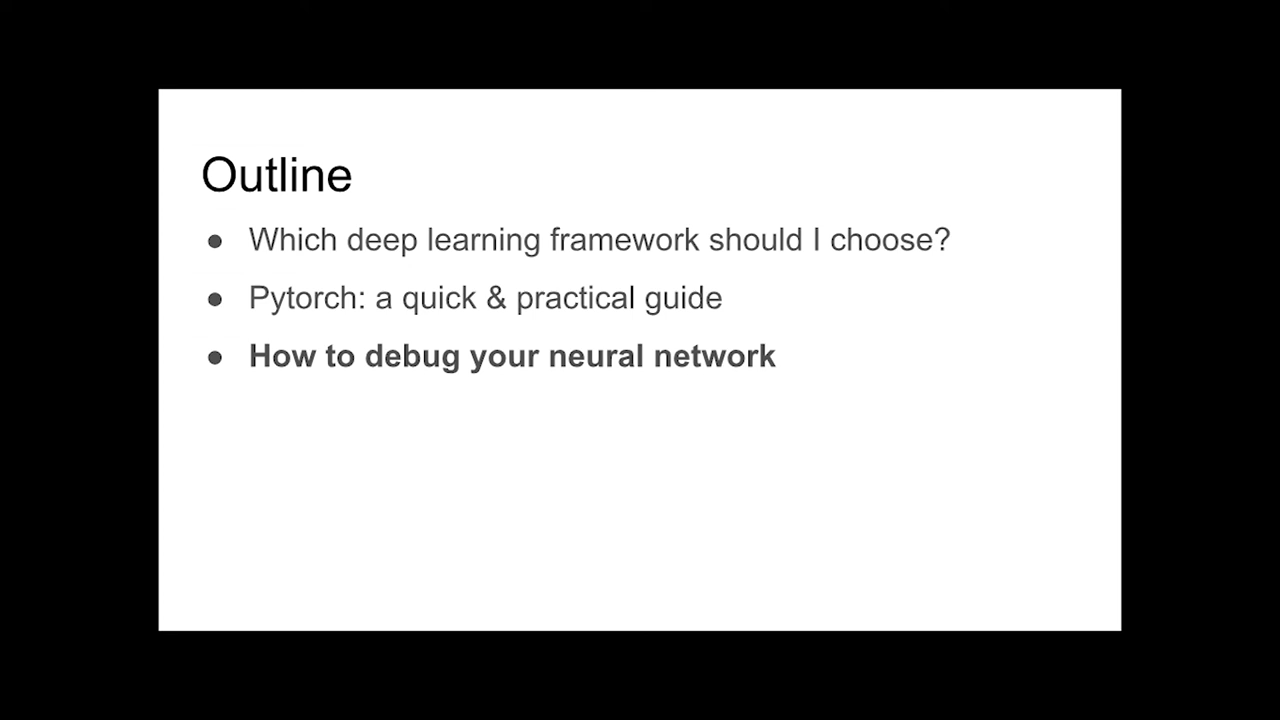 Outline
● Which deep learning framework should I choose?
● Pytorch: a quick & practical guide
● How to debug your neural network